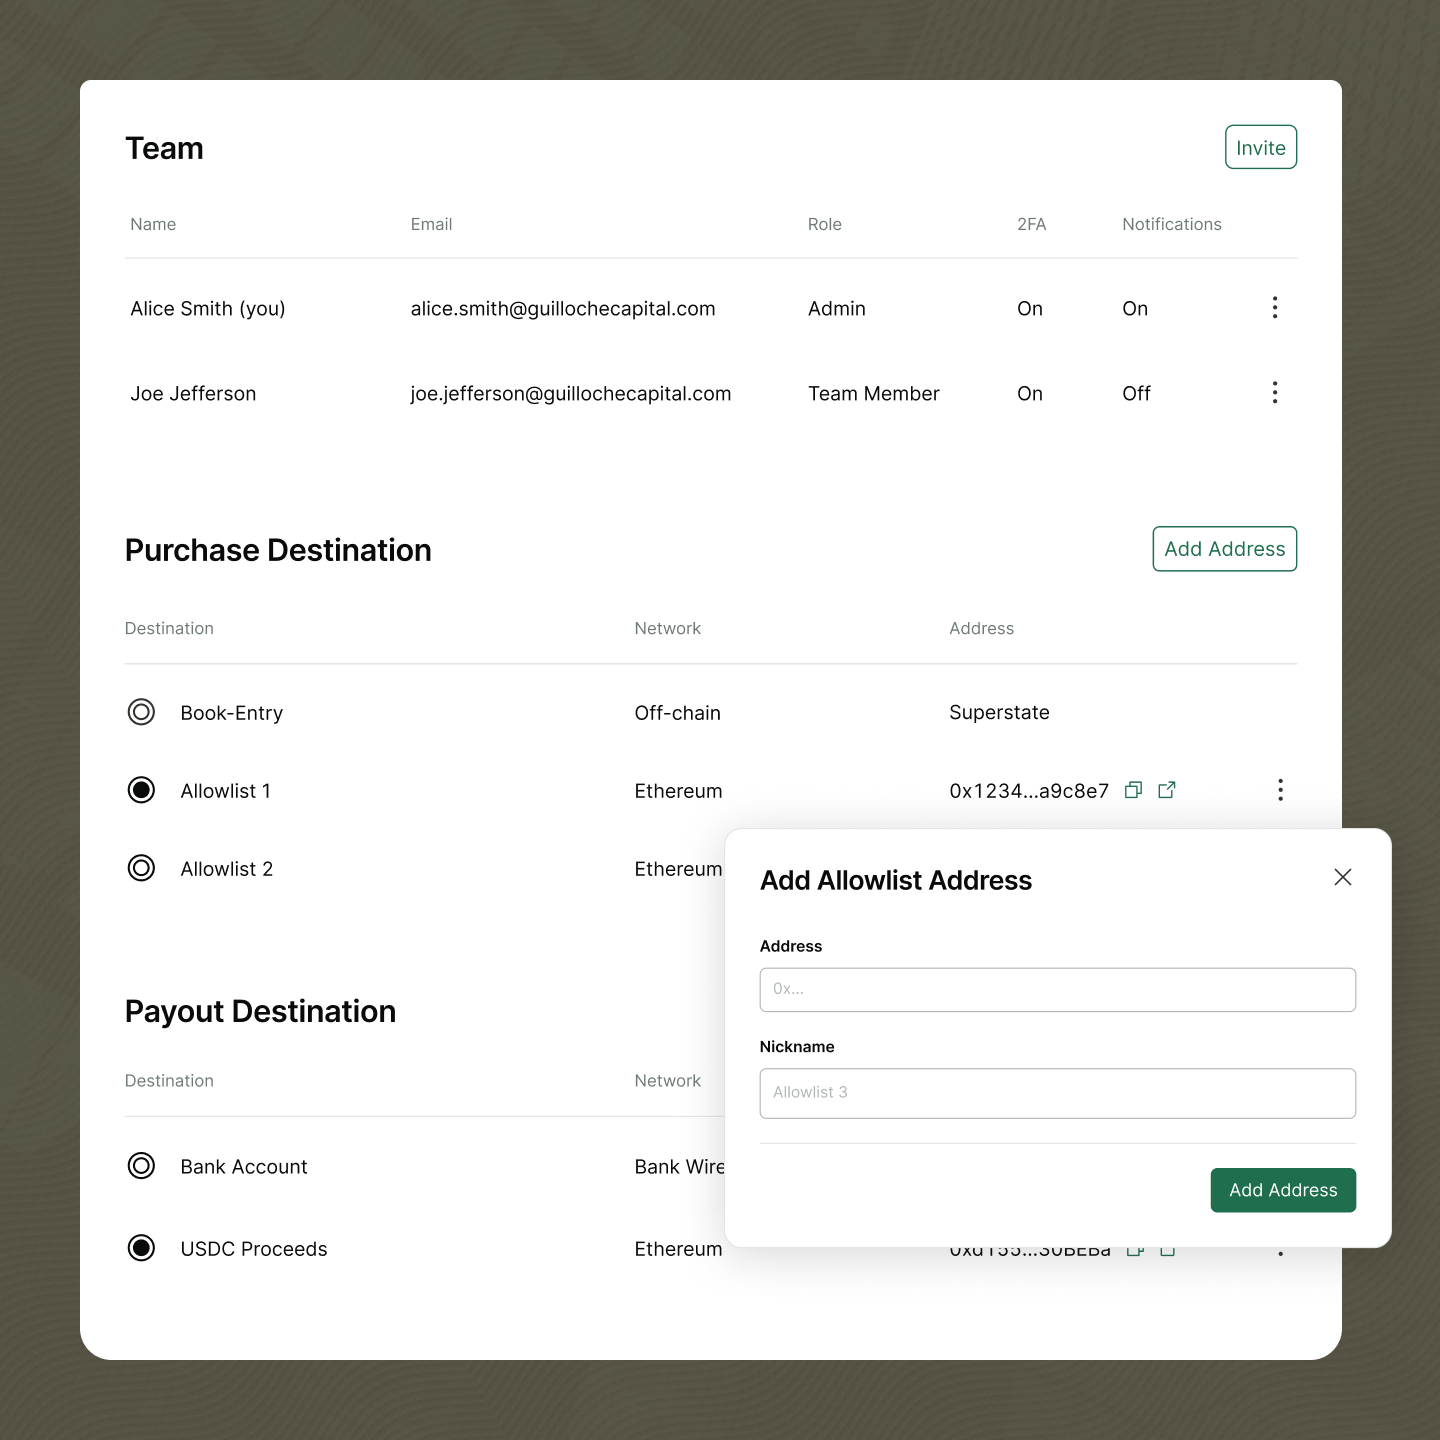 Team
Invite
Name Email Role 2FA Notifications
Alice Smith (you) alice.smith@guillochecapital.com Admin On On
Joe Jefferson joe.jefferson@guillochecapital.com Team Member On Off
Purchase Destination
Add Address
Destination Network Address
Book-Entry Off-chain Superstate
Allowlist 1 Ethereum 0x1234...a9c8e7
Allowlist 2 Ethereum
Payout Destination
Destination Network
Bank Account Bank Wire
USDC Proceeds Ethereum
Add Allowlist Address
Address
0x...
Nickname
Allowlist 3
Add Address